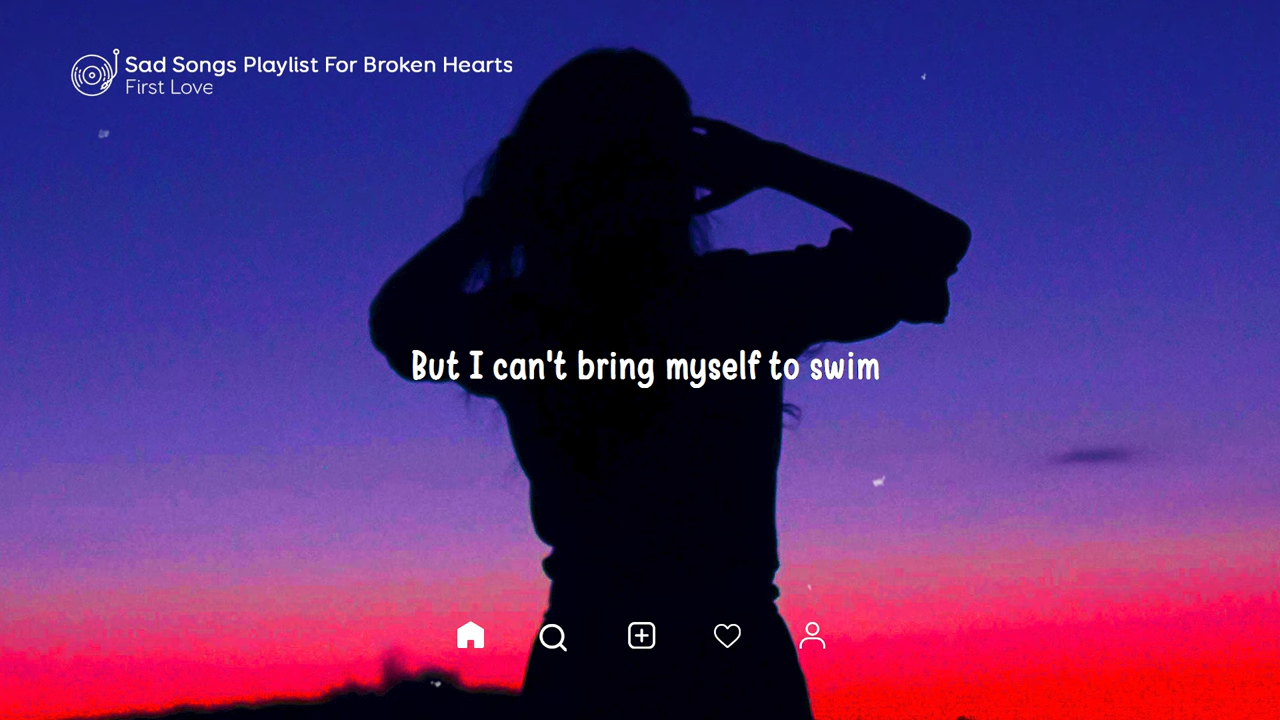 Sad Songs Playlist For Broken Hearts
First Love
But I can't bring myself to swim